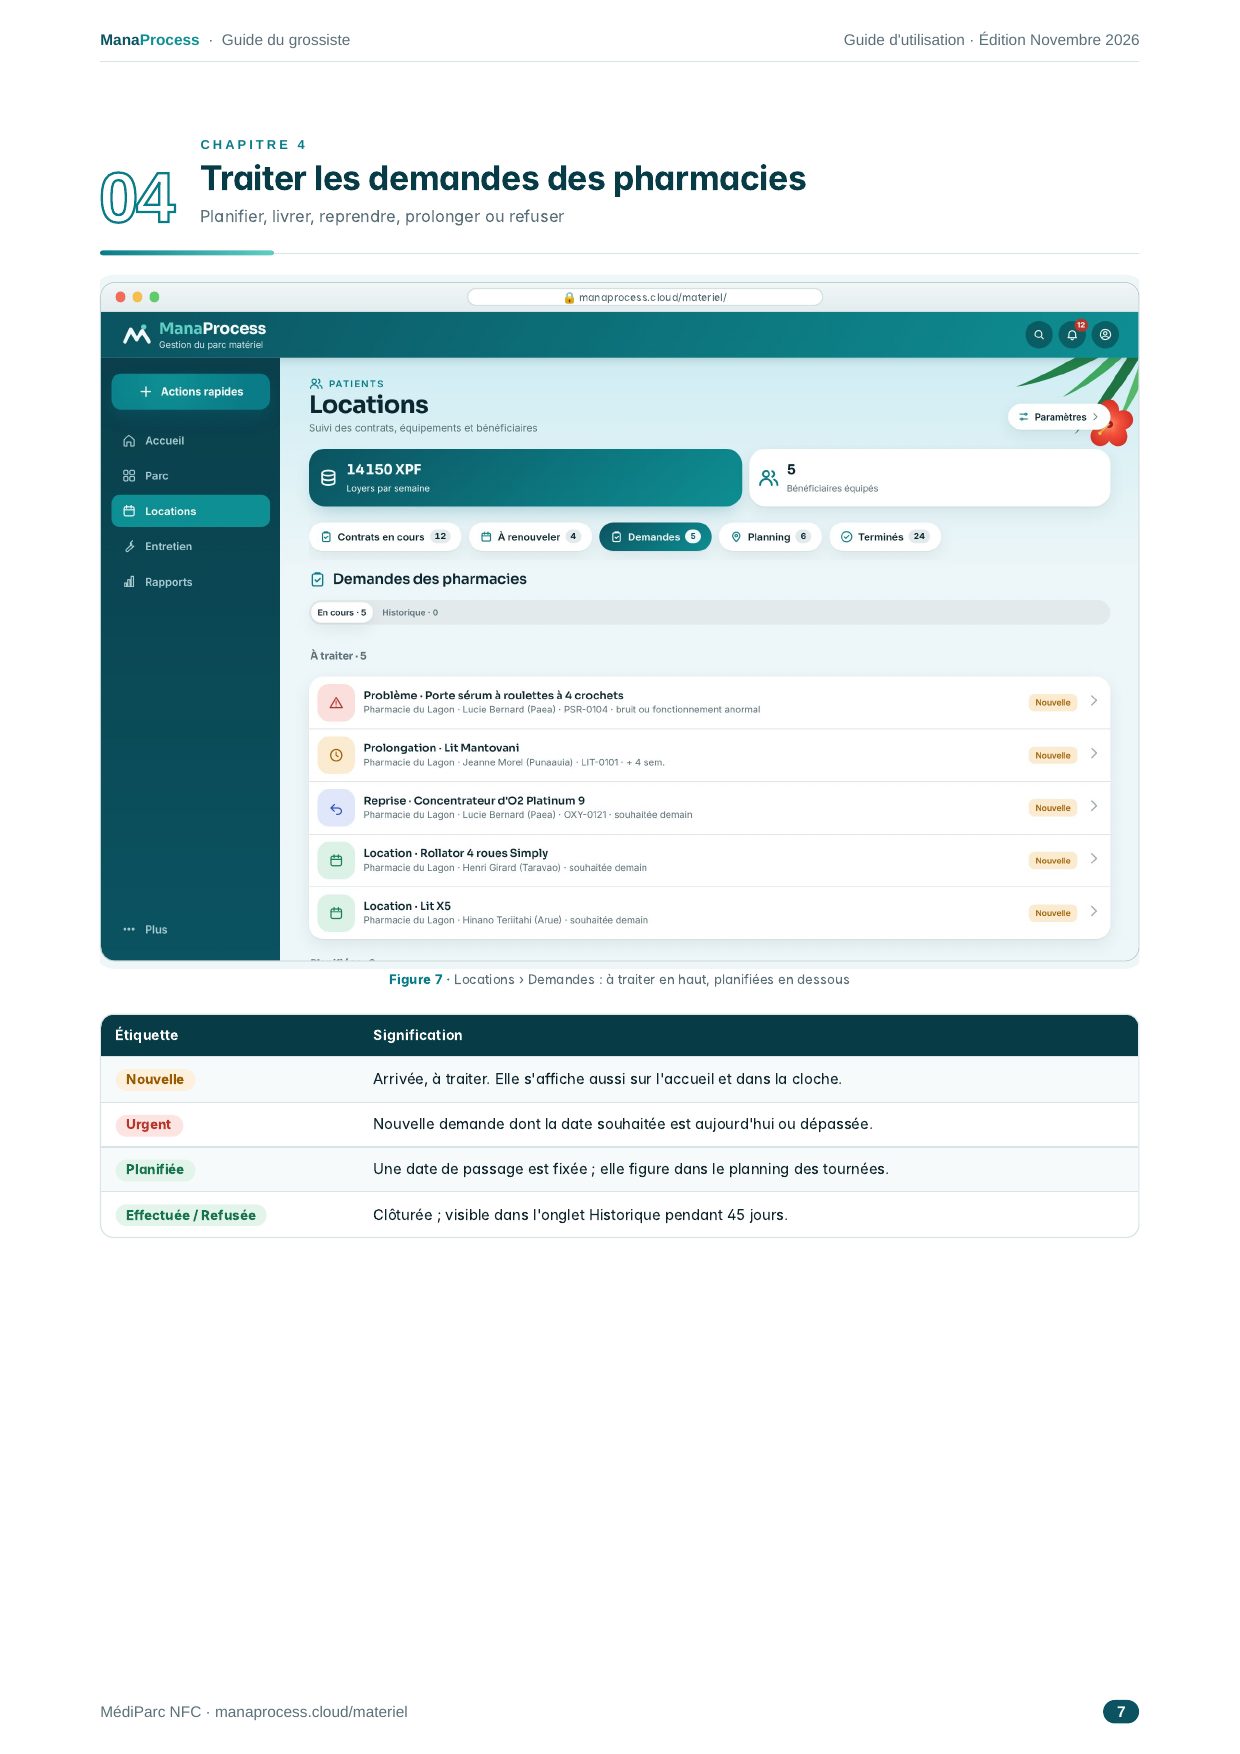 ManaProcess · Guide du grossiste
Guide d'utilisation · Édition Novembre 2026
CHAPITRE 4
04
Traiter les demandes des pharmacies
Planifier, livrer, reprendre, prolonger ou refuser
manaprocess.cloud/materiel/
ManaProcess
Gestion du parc matériel
12
Actions rapides
Accueil
Parc
Locations
Entretien
Rapports
Plus
PATIENTS
Locations
Suivi des contrats, équipements et bénéficiaires
Paramètres
14 150 XPF
Loyers par semaine
5
Bénéficiaires équipés
Contrats en cours 12
À renouveler 4
Demandes 5
Planning 6
Terminés 24
Demandes des pharmacies
En cours · 5
Historique · 0
À traiter · 5
Problème · Porte sérum à roulettes à 4 crochets
Pharmacie du Lagon · Lucie Bernard (Paea) · PSR-0104 · bruit ou fonctionnement anormal
Nouvelle
Prolongation · Lit Mantovani
Pharmacie du Lagon · Jeanne Morel (Punaauia) · LIT-0101 · + 4 sem.
Nouvelle
Reprise · Concentrateur d'O2 Platinum 9
Pharmacie du Lagon · Lucie Bernard (Paea) · OXY-0121 · souhaitée demain
Nouvelle
Location · Rollator 4 roues Simply
Pharmacie du Lagon · Henri Girard (Taravao) · souhaitée demain
Nouvelle
Location · Lit X5
Pharmacie du Lagon · Hinano Teriitahi (Arue) · souhaitée demain
Nouvelle
Figure 7 · Locations › Demandes : à traiter en haut, planifiées en dessous
Étiquette
Signification
Nouvelle
Arrivée, à traiter. Elle s'affiche aussi sur l'accueil et dans la cloche.
Urgent
Nouvelle demande dont la date souhaitée est aujourd'hui ou dépassée.
Planifiée
Une date de passage est fixée ; elle figure dans le planning des tournées.
Effectuée / Refusée
Clôturée ; visible dans l'onglet Historique pendant 45 jours.
MédiParc NFC · manaprocess.cloud/materiel
7